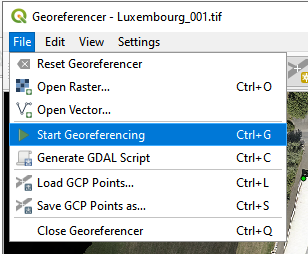 Georeferencer - Luxembourg_001.tif
File Edit View Settings
Reset Georeferencer
Open Raster... Ctrl+O
Open Vector...
Start Georeferencing Ctrl+G
Generate GDAL Script Ctrl+C
Load GCP Points... Ctrl+L
Save GCP Points as... Ctrl+S
Close Georeferencer Ctrl+Q